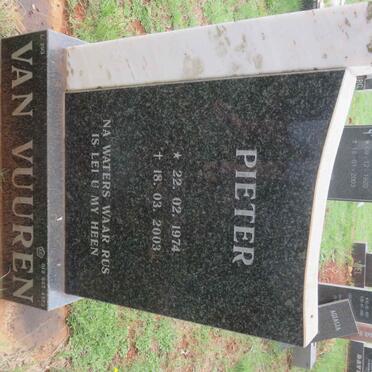 PIETER
★ 22. 02. 1974
✝ 18. 03. 2003
NA WATERS WAAR RUS
IS LEI U MY HEEN
VAN VUUREN